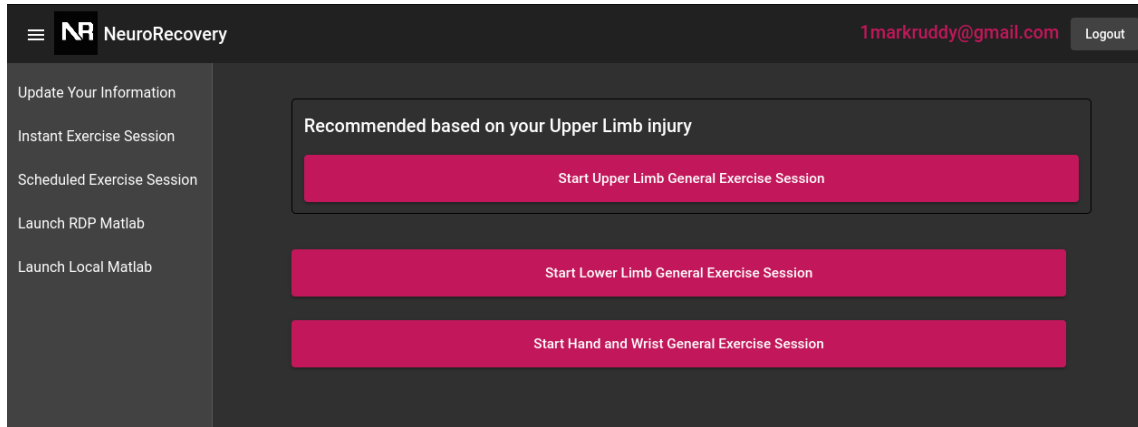 NR NeuroRecovery
1markruddy@gmail.com
Logout
Update Your Information
Instant Exercise Session
Scheduled Exercise Session
Launch RDP Matlab
Launch Local Matlab
Recommended based on your Upper Limb injury
Start Upper Limb General Exercise Session
Start Lower Limb General Exercise Session
Start Hand and Wrist General Exercise Session